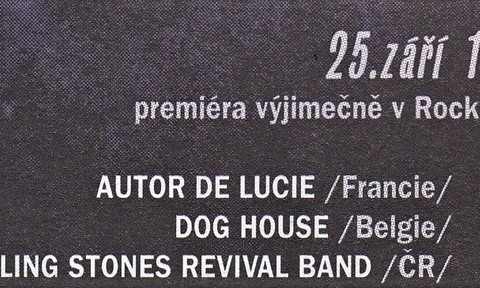 25.září 1
premiéra výjimečně v Rock
AUTOR DE LUCIE /Francie/
DOG HOUSE /Belgie/
LING STONES REVIVAL BAND /ČR/